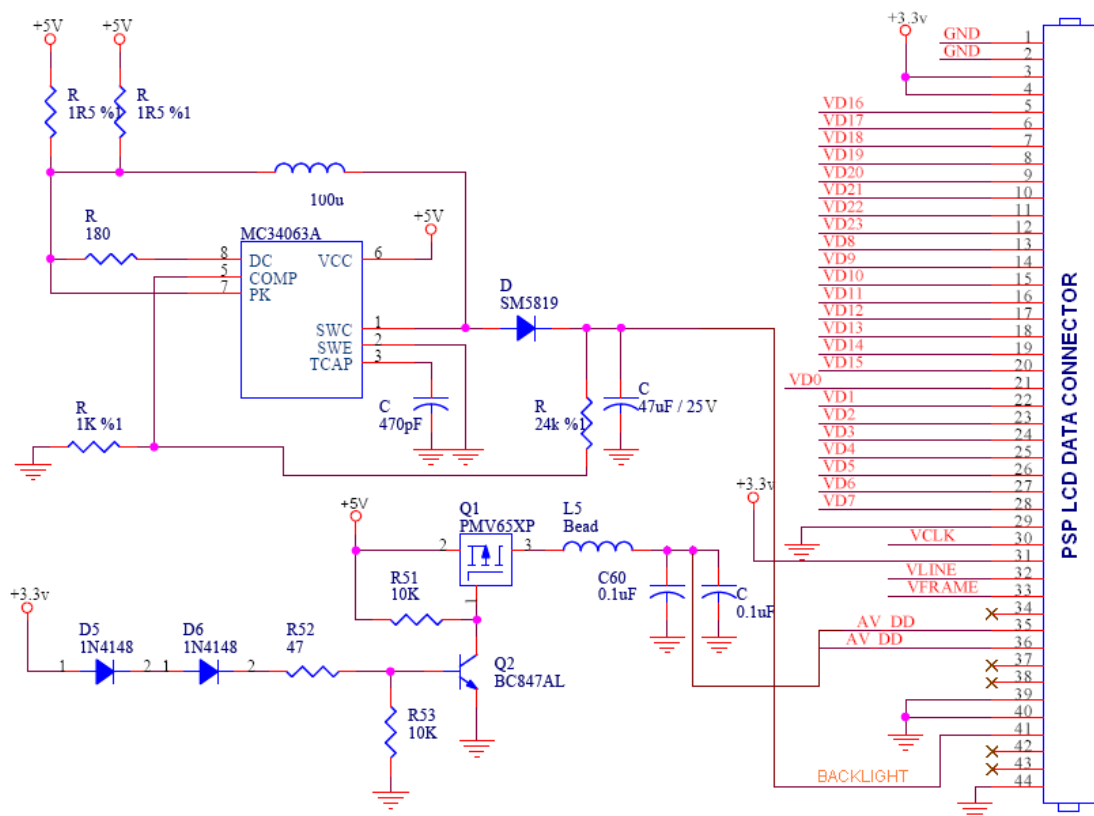 +5V
+5V
R
1R5 %1
R
1R5 %1
100u
+5V
R
180
MC34063A
8
DC
VCC
6
5
COMP
7
PK
SWC
1
SWE
2
TCAP
3
D
SM5819
C
470pF
R
24k %1
C
47uF / 25V
R
1K %1
+5V
Q1
PMV65XP
2
3
1
L5
Bead
R51
10K
C60
0.1uF
C
0.1uF
+3.3v
D5
1N4148
1
2
D6
1N4148
1
2
R52
47
Q2
BC847AL
R53
10K
+3.3v
GND 1
GND 2
3
4
VD16 5
VD17 6
VD18 7
VD19 8
VD20 9
VD21 10
VD22 11
VD23 12
VD8 13
VD9 14
VD10 15
VD11 16
VD12 17
VD13 18
VD14 19
VD15 20
VD0 21
VD1 22
VD2 23
VD3 24
VD4 25
VD5 26
VD6 27
VD7 28
+3.3v
29
VCLK 30
31
VLINE 32
VFRAME 33
34
AV_DD 35
AV_DD 36
37
38
39
40
41
42
43
BACKLIGHT
44
PSP LCD DATA CONNECTOR